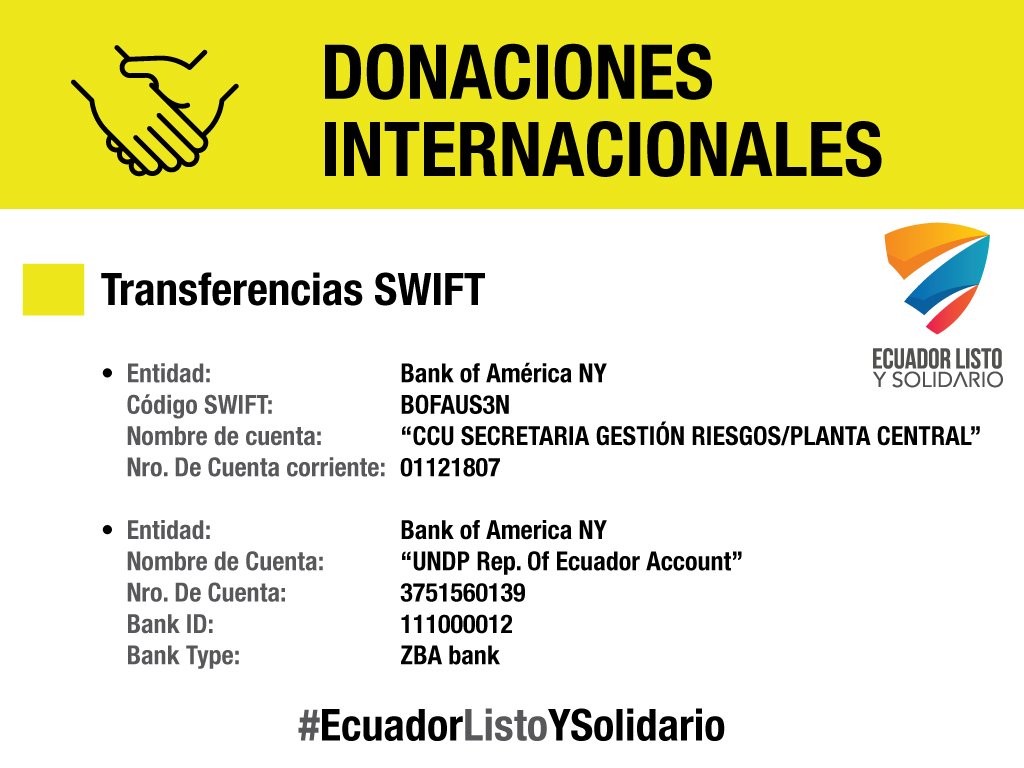 DONACIONES
INTERNACIONALES
Transferencias SWIFT
ECUADOR LISTO
Y SOLIDARIO
• Entidad: Bank of América NY
Código SWIFT: BOFAUS3N
Nombre de cuenta: “CCU SECRETARIA GESTIÓN RIESGOS/PLANTA CENTRAL”
Nro. De Cuenta corriente: 01121807
• Entidad: Bank of America NY
Nombre de Cuenta: “UNDP Rep. Of Ecuador Account”
Nro. De Cuenta: 3751560139
Bank ID: 111000012
Bank Type: ZBA bank
#EcuadorListoYSolidario